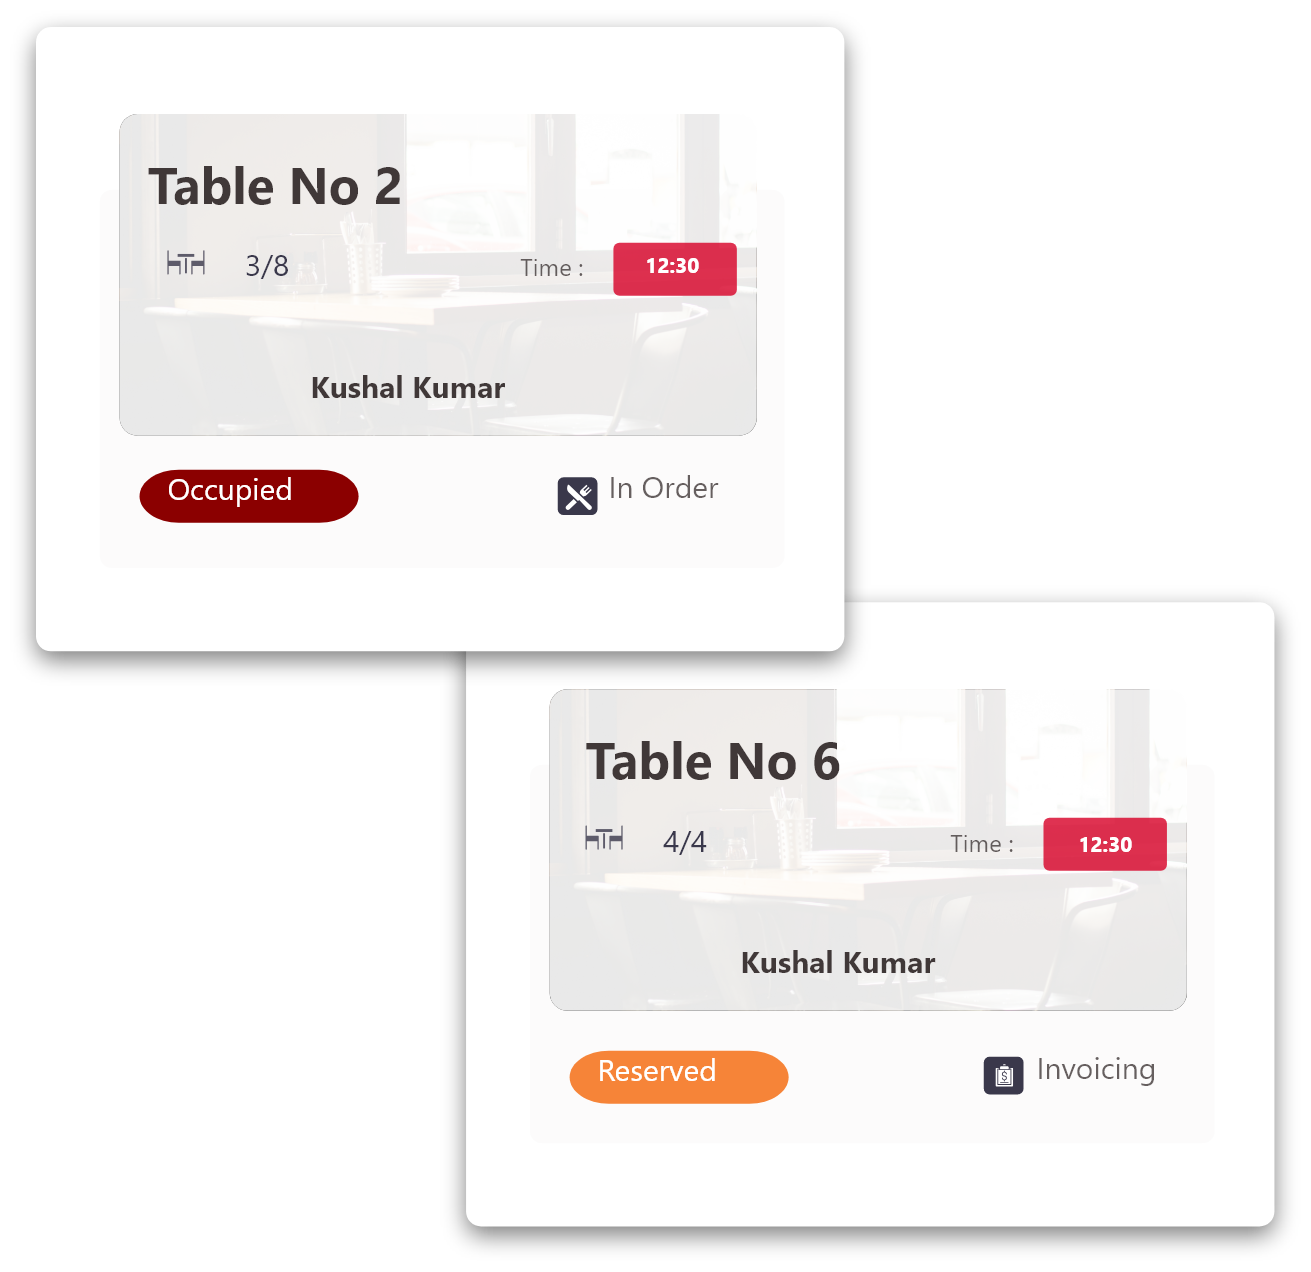 Table No 2
3/8
Time :
12:30
Kushal Kumar
Occupied
In Order
Table No 6
4/4
Time :
12:30
Kushal Kumar
Reserved
Invoicing